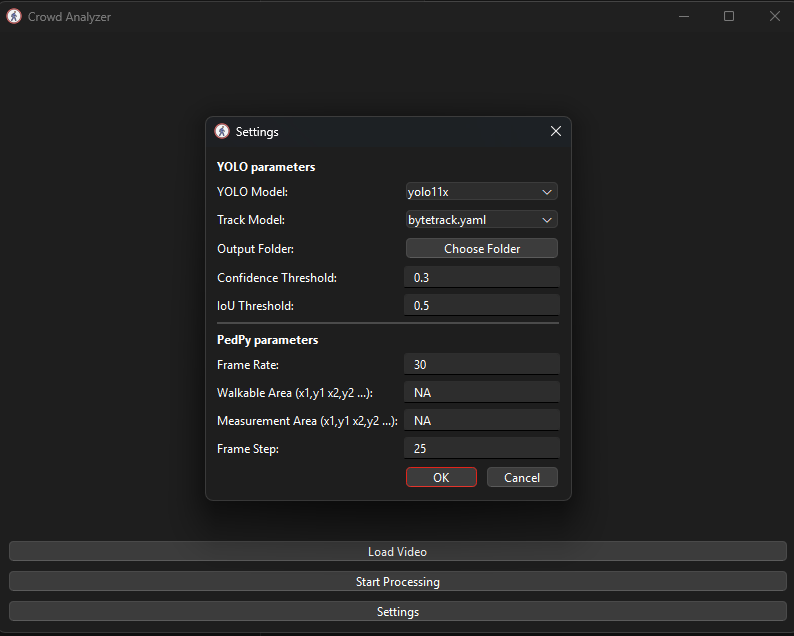 Crowd Analyzer
Settings
YOLO parameters
YOLO Model: yolo11x
Track Model: bytetrack.yaml
Output Folder: Choose Folder
Confidence Threshold: 0.3
IoU Threshold: 0.5
PedPy parameters
Frame Rate: 30
Walkable Area (x1,y1 x2,y2 ...): NA
Measurement Area (x1,y1 x2,y2 ...): NA
Frame Step: 25
OK Cancel
Load Video
Start Processing
Settings